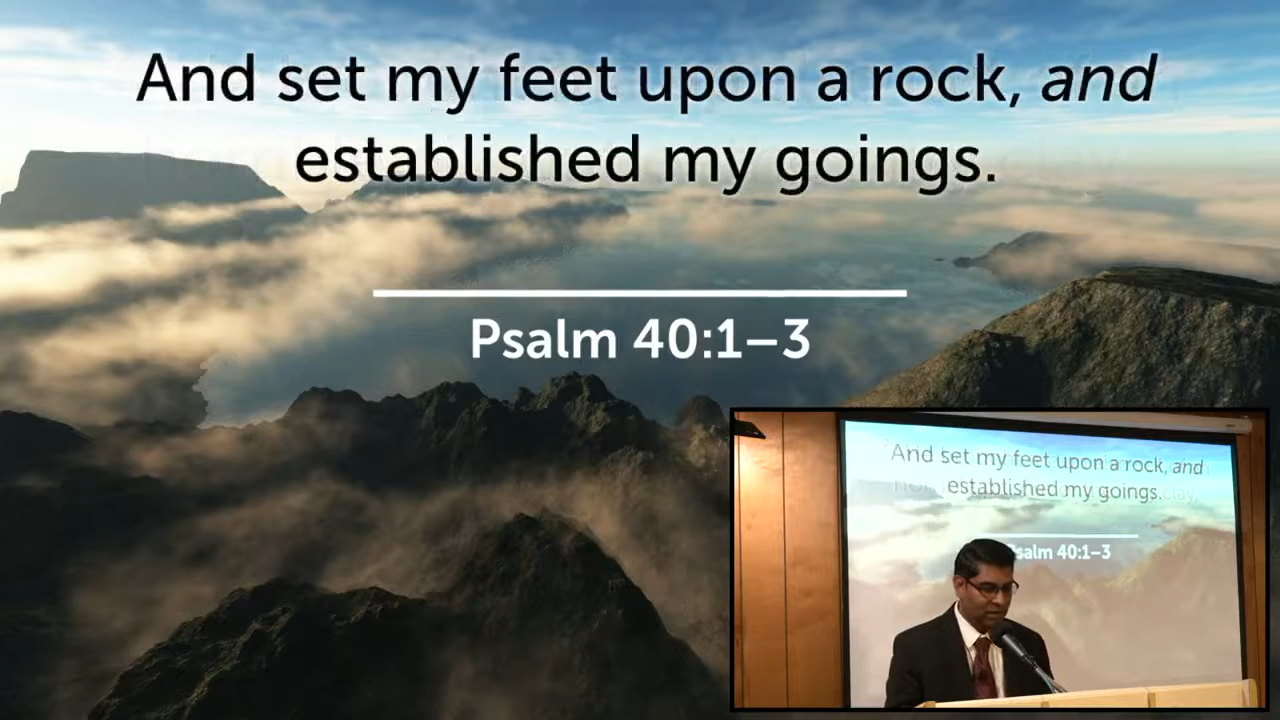 And set my feet upon a rock, and
established my goings.
Psalm 40:1–3
And set my feet upon a rock, and
established my goings.
salm 40:1–3